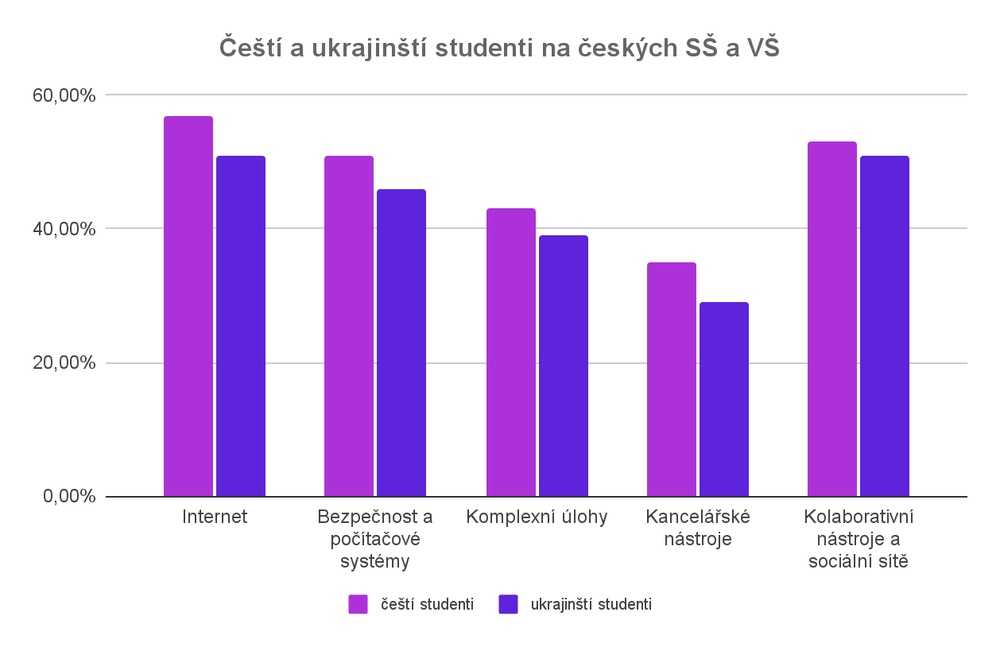 Čeští a ukrajinští studenti na českých SŠ a VŠ
60,00%
40,00%
20,00%
0,00%
Internet
Bezpečnost a
počítačové
systémy
Komplexní úlohy
Kancelářské
nástroje
Kolaborativní
nástroje a
sociální sítě
čeští studenti
ukrajinští studenti